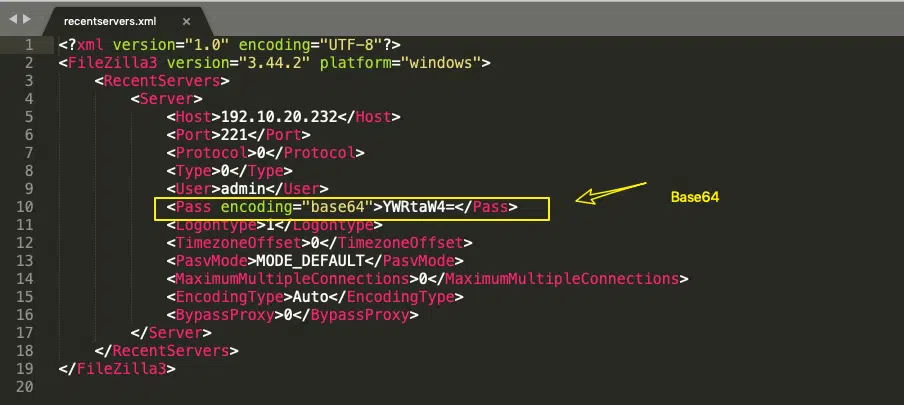 recentservers.xml
1 <?xml version="1.0" encoding="UTF-8"?>
2 <FileZilla3 version="3.44.2" platform="windows">
3 <RecentServers>
4 <Server>
5 <Host>192.10.20.232</Host>
6 <Port>221</Port>
7 <Protocol>0</Protocol>
8 <Type>0</Type>
9 <User>admin</User>
10 <Pass encoding="base64">YWRtaW4=</Pass>
Base64
11 <Logontype>1</Logontype>
12 <TimezoneOffset>0</TimezoneOffset>
13 <PasvMode>MODE_DEFAULT</PasvMode>
14 <MaximumMultipleConnections>0</MaximumMultipleConnections>
15 <EncodingType>Auto</EncodingType>
16 <BypassProxy>0</BypassProxy>
17 </Server>
18 </RecentServers>
19 </FileZilla3>
20